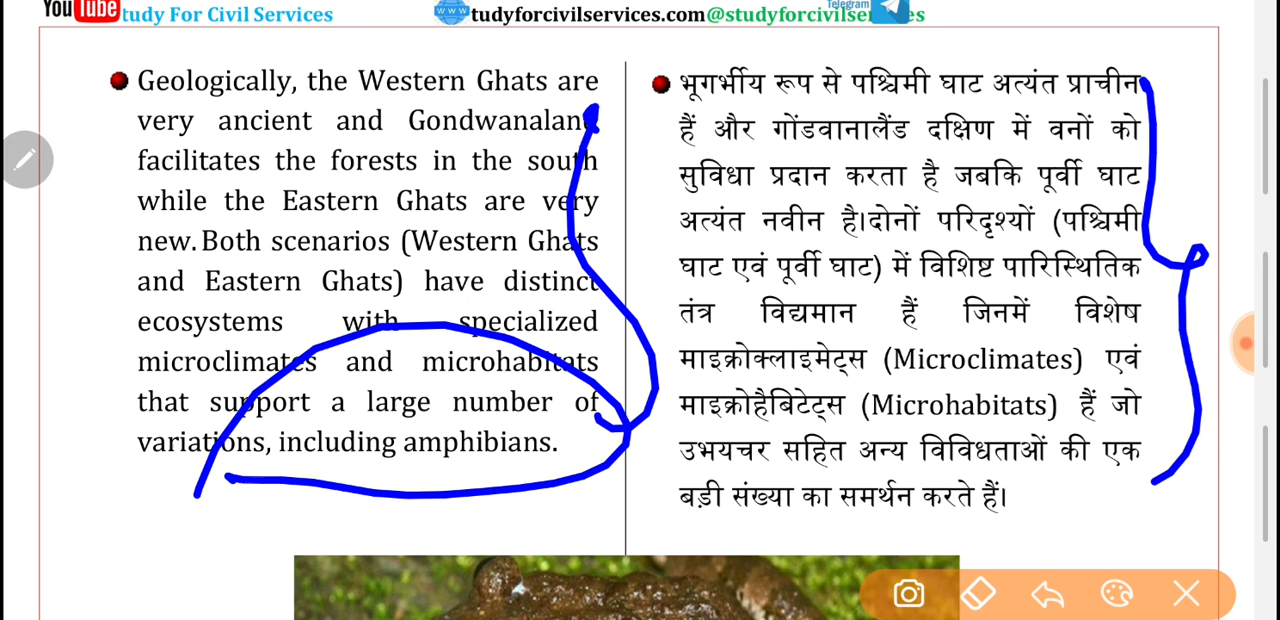 YouTube
tudy For Civil Services
www
tudyforcivilservices.com
Telegram
@studyforcivilse
es
Geologically, the Western Ghats are
very ancient and Gondwanaland
facilitates the forests in the south
while the Eastern Ghats are very
new. Both scenarios (Western Ghats
and Eastern Ghats) have distinct
ecosystems with specialized
microclimates and microhabitats
that support a large number of
variations, including amphibians.
भूगर्भीय रूप से पश्चिमी घाट अत्यंत प्राचीन
हैं और गोंडवानालैंड दक्षिण में वनों को
सुविधा प्रदान करता है जबकि पूर्वी घाट
अत्यंत नवीन है।दोनों परिदृश्यों (पश्चिमी
घाट एवं पूर्वी घाट) में विशिष्ट पारिस्थितिक
तंत्र विद्यमान हैं जिनमें विशेष
माइक्रोक्लाइमेट्स (Microclimates) एवं
माइक्रोहैबिटेट्स (Microhabitats) हैं जो
उभयचर सहित अन्य विविधताओं की एक
बड़ी संख्या का समर्थन करते हैं।